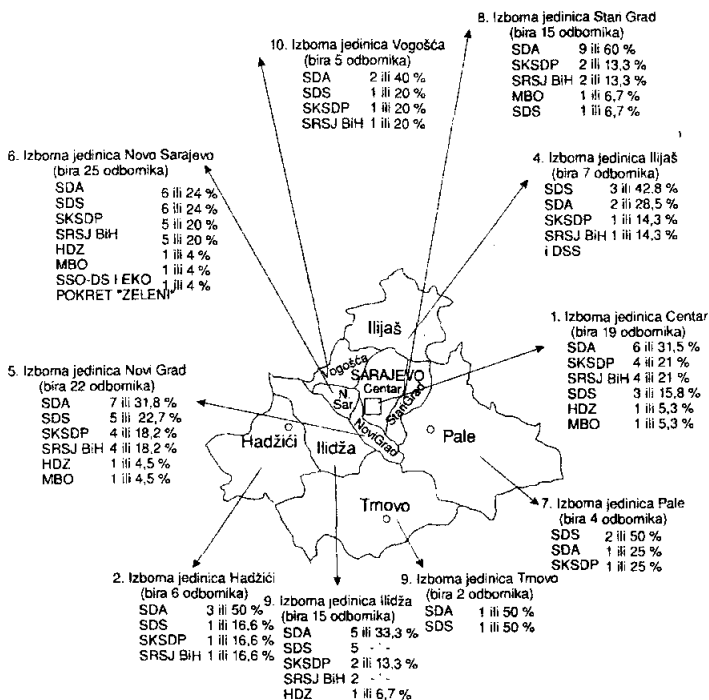 8. Izborna jedinica Stari Grad
(bira 15 odbornika)
SDA 9 ili 60 %
SKSDP 2 ili 13,3 %
SRSJ BiH 2 ili 13,3 %
MBO 1 ili 6,7 %
SDS 1 ili 6,7 %
10. Izborna jedinica Vogošća
(bira 5 odbornika)
SDA 2 ili 40 %
SDS 1 ili 20 %
SKSDP 1 ili 20 %
SRSJ BiH 1 ili 20 %
6. Izborna jedinica Novo Sarajevo
(bira 25 odbornika)
SDA 6 ili 24 %
SDS 6 ili 24 %
SKSDP 5 ili 20 %
SRSJ BiH 5 ili 20 %
HDZ 1 ili 4 %
MBO 1 ili 4 %
SSO-DS I EKO 1 ili 4 %
POKRET "ZELENI"
4. Izborna jedinica Ilijaš
(bira 7 odbornika)
SDS 3 ili 42.8 %
SDA 2 ili 28,5 %
SKSDP 1 ili 14,3 %
SRSJ BiH 1 ili 14,3 %
i DSS
1. Izborna jedinica Centar
(bira 19 odbornika)
SDA 6 ili 31,5 %
SKSDP 4 ili 21 %
SRSJ BiH 4 ili 21 %
SDS 3 ili 15,8 %
HDZ 1 ili 5,3 %
MBO 1 ili 5,3 %
5. Izborna jedinica Novi Grad
(bira 22 odbornika)
SDA 7 ili 31,8 %
SDS 5 ili 22,7 %
SKSDP 4 ili 18,2 %
SRSJ BiH 4 ili 18,2 %
HDZ 1 ili 4,5 %
MBO 1 ili 4,5 %
Ilijaš
Vogošća
SARAJEVO
Centar
N.
Sar.
Stari Grad
Novi Grad
Hadžići
Ilidža
Pale
Trnovo
7. Izborna jedinica Pale
(bira 4 odbornika)
SDS 2 ili 50 %
SDA 1 ili 25 %
SKSDP 1 ili 25 %
2. Izborna jedinica Hadžići
(bira 6 odbornika)
SDA 3 ili 50 %
SDS 1 ili 16,6 %
SKSDP 1 ili 16,6 %
SRSJ BiH 1 ili 16,6 %
9. Izborna jedinica Ilidža
(bira 15 odbornika)
SDA 5 ili 33,3 %
SDS 5 -"-
SKSDP 2 ili 13.3 %
SRSJ BiH 2 -"-
HDZ 1 ili 6,7 %
9. Izborna jedinica Trnovo
(bira 2 odbornika)
SDA 1 ili 50 %
SDS 1 ili 50 %